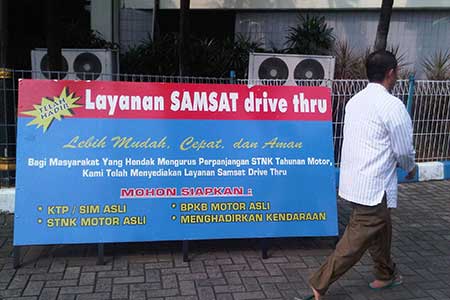 TELAH HADIR
Layanan SAMSAT drive thru
Lebih Mudah, Cepat, dan Aman
Bagi Masyarakat Yang Hendak Mengurus Perpanjangan STNK Tahunan Motor,
Kami Telah Menyediakan Layanan Samsat Drive Thru
MOHON SIAPKAN :
* KTP / SIM ASLI
* STNK MOTOR ASLI
* BPKB MOTOR ASLI
* MENGHADIRKAN KENDARAAN